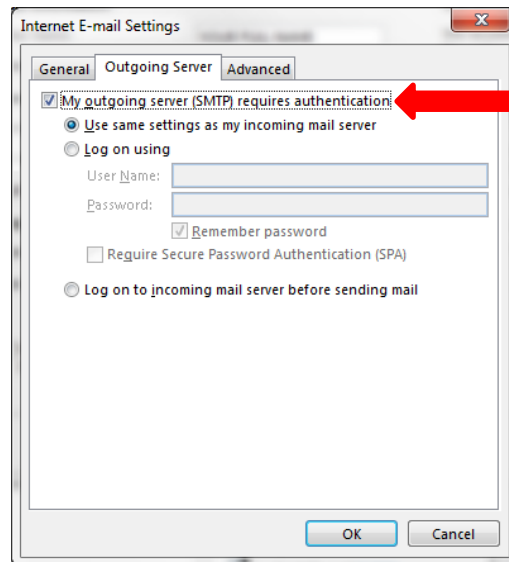 Internet E-mail Settings
General Outgoing Server Advanced
My outgoing server (SMTP) requires authentication
Use same settings as my incoming mail server
Log on using
User Name:
Password:
Remember password
Require Secure Password Authentication (SPA)
Log on to incoming mail server before sending mail
OK Cancel